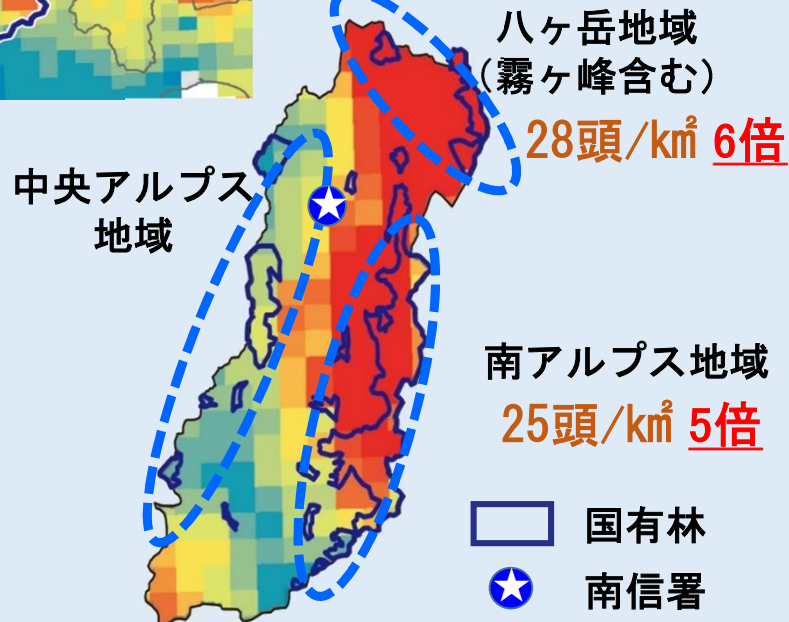 八ヶ岳地域
（霧ヶ峰含む）
28頭/k㎡ 6倍
中央アルプス
地域
南アルプス地域
25頭/k㎡ 5倍
国有林
南信署